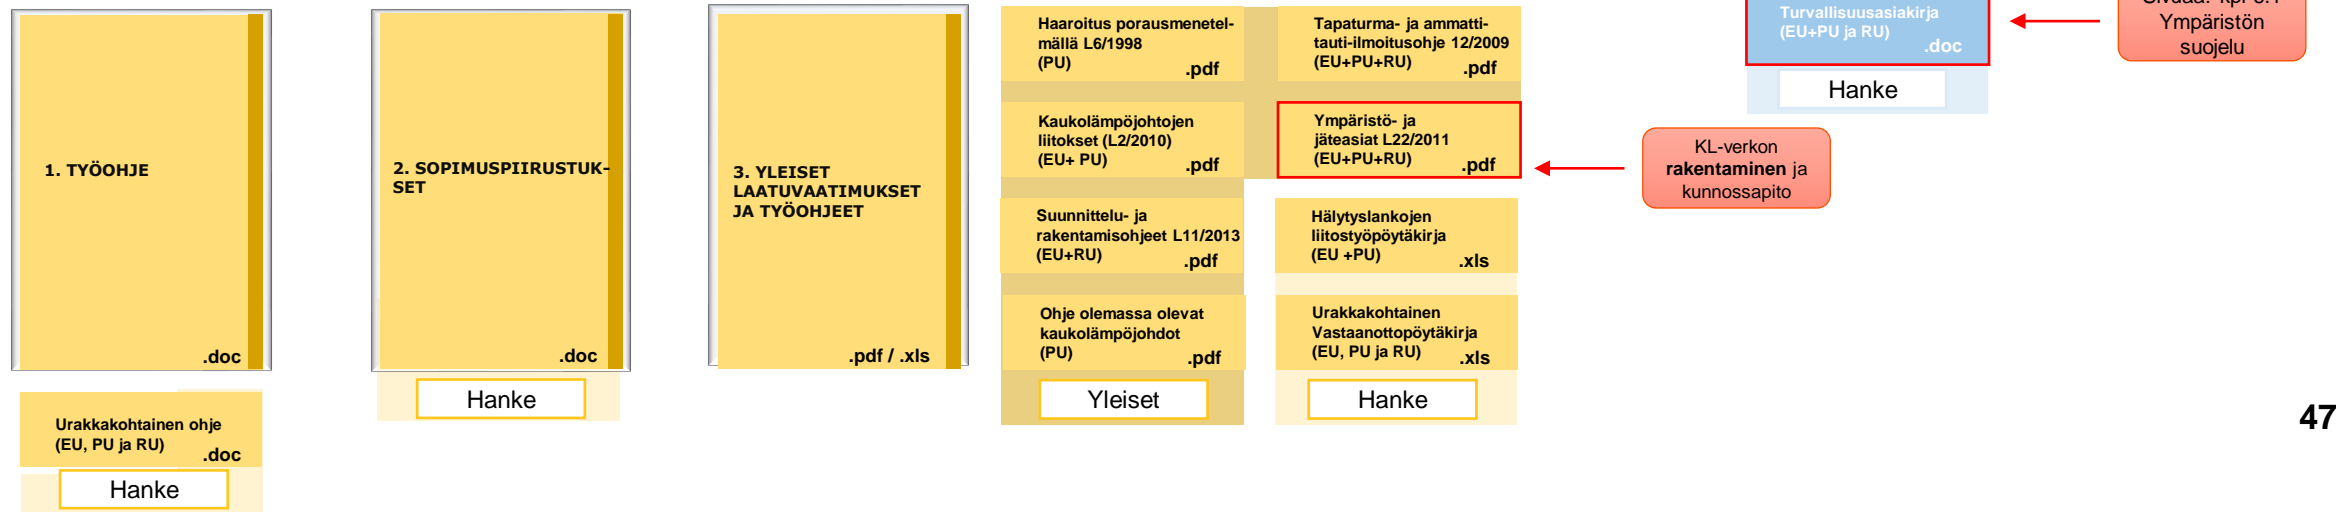 1. TYÖOHJE
.doc
Urakkakohtainen ohje
(EU, PU ja RU)
.doc
Hanke
2. SOPIMUSPIIRUSTUK-
SET
.doc
Hanke
3. YLEISET
LAATUVAATIMUKSET
JA TYÖOHJEET
.pdf / .xls
Haaroitus porausmenetel-
mällä L6/1998
(PU)
.pdf
Kaukolämpöjohtojen
liitokset (L2/2010)
(EU+ PU)
.pdf
Suunnittelu- ja
rakentamisohjeet L11/2013
(EU+RU)
.pdf
Ohje olemassa olevat
kaukolämpöjohdot
(PU)
.pdf
Yleiset
Tapaturma- ja ammatti-
tauti-ilmoitusohje 12/2009
(EU+PU+RU)
.pdf
Ympäristö- ja
jäteasiat L22/2011
(EU+PU+RU)
.pdf
Hälytyslankojen
liitostyöpöytäkirja
(EU +PU)
.xls
Urakkakohtainen
Vastaanottopöytäkirja
(EU, PU ja RU)
.xls
Hanke
KL-verkon
rakentaminen ja
kunnossapito
Turvallisuusasiakirja
(EU+PU ja RU)
.doc
Hanke
Ympäristön
suojelu
47